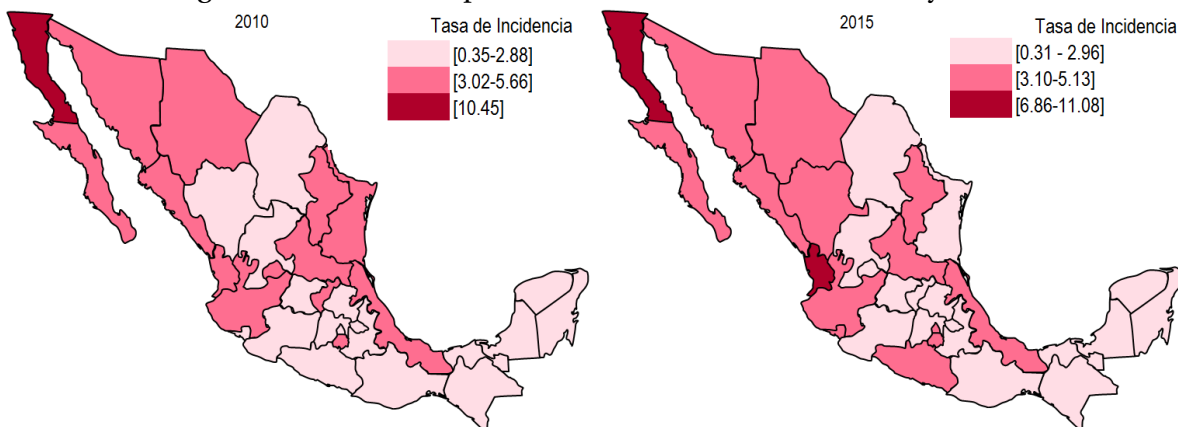 2010
Tasa de Incidencia
[0.35-2.88]
[3.02-5.66]
[10.45]
2015
Tasa de Incidencia
[0.31 - 2.96]
[3.10-5.13]
[6.86-11.08]